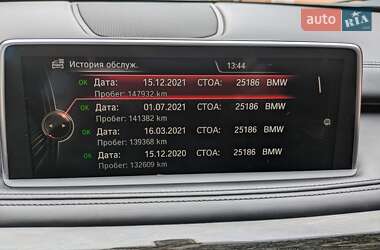 auto RIA
История обслуж.
13:44
OK Дата: 15.12.2021 СТОА: 25186 BMW
Пробег: 147932 km
OK Дата: 01.07.2021 СТОА: 25186 BMW
Пробег: 141382 km
OK Дата: 16.03.2021 СТОА: 25186 BMW
Пробег: 139368 km
OK Дата: 15.12.2020 СТОА: 25186 BMW
Пробег: 132609 km